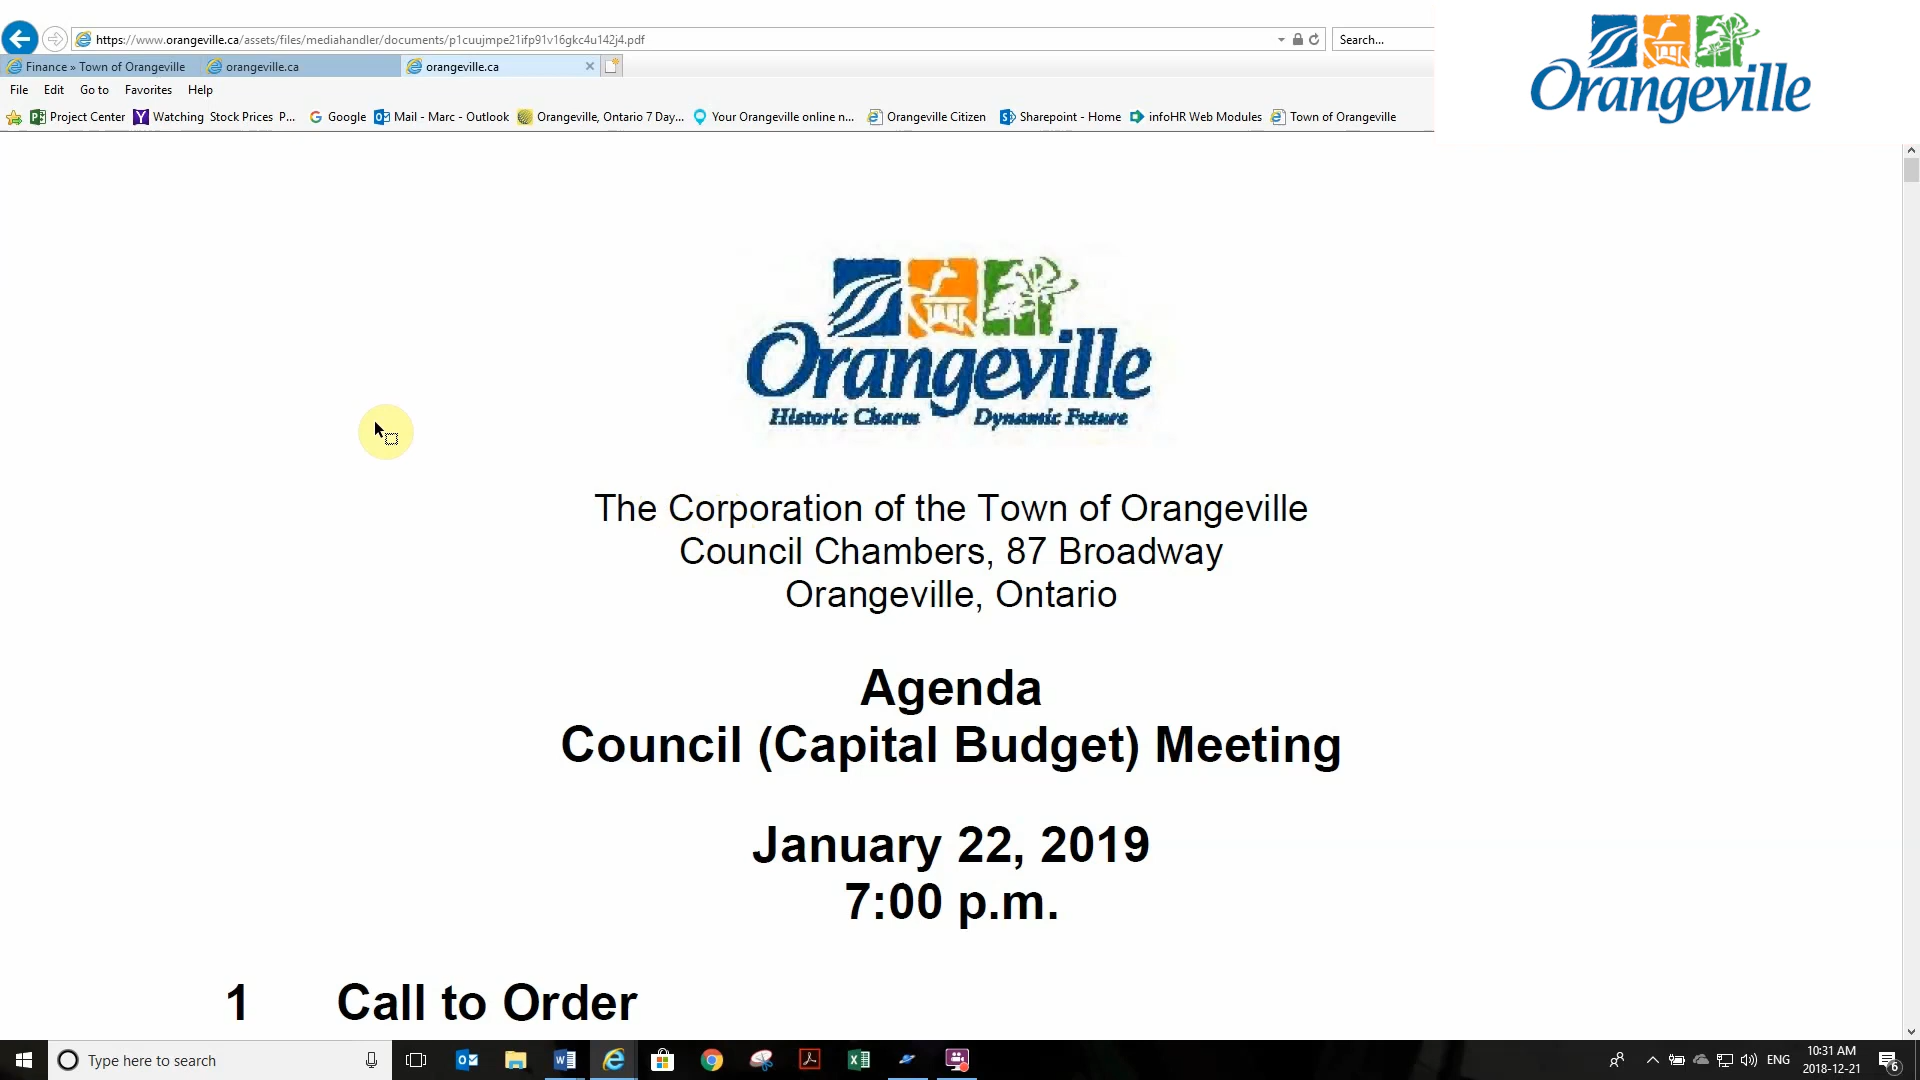 https://www.orangeville.ca/assets/files/mediahandler/documents/p1cuujmpe21ifp91v16gkc4u142j4.pdf
Search...
Orangeville
Finance » Town of Orangeville
orangeville.ca
orangeville.ca
File Edit Go to Favorites Help
Project Center Watching Stock Prices P... Google Mail - Marc - Outlook Orangeville, Ontario 7 Day... Your Orangeville online n... Orangeville Citizen Sharepoint - Home infoHR Web Modules Town of Orangeville
Orangeville
Historic Charm Dynamic Future
The Corporation of the Town of Orangeville
Council Chambers, 87 Broadway
Orangeville, Ontario
Agenda
Council (Capital Budget) Meeting
January 22, 2019
7:00 p.m.
1 Call to Order
Type here to search
ENG
10:31 AM
2018-12-21
6